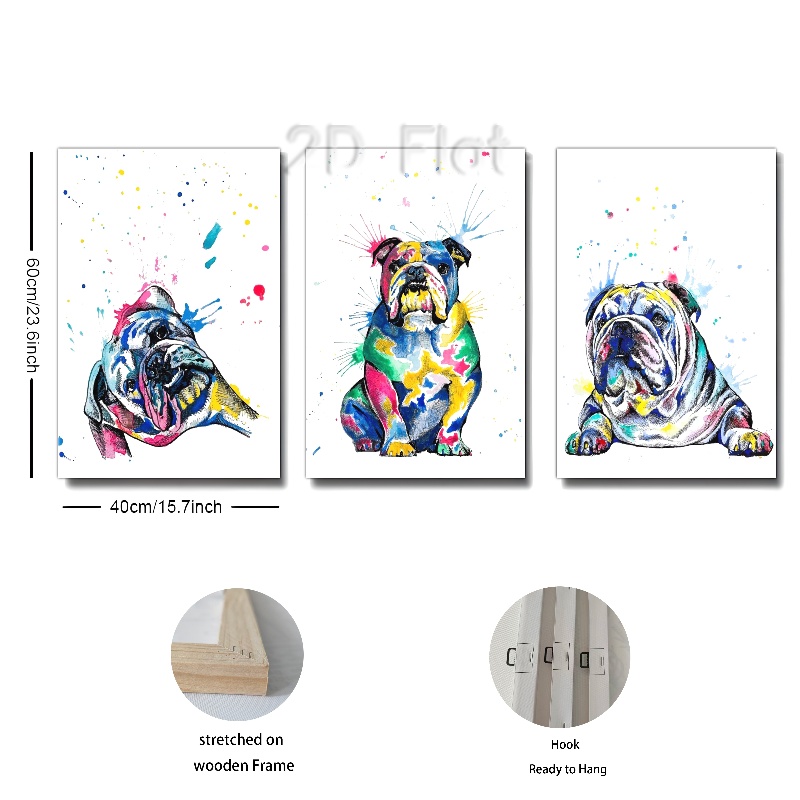 2D Flat
60cm/23.6inch
40cm/15.7inch
stretched on
wooden Frame
Hook
Ready to Hang